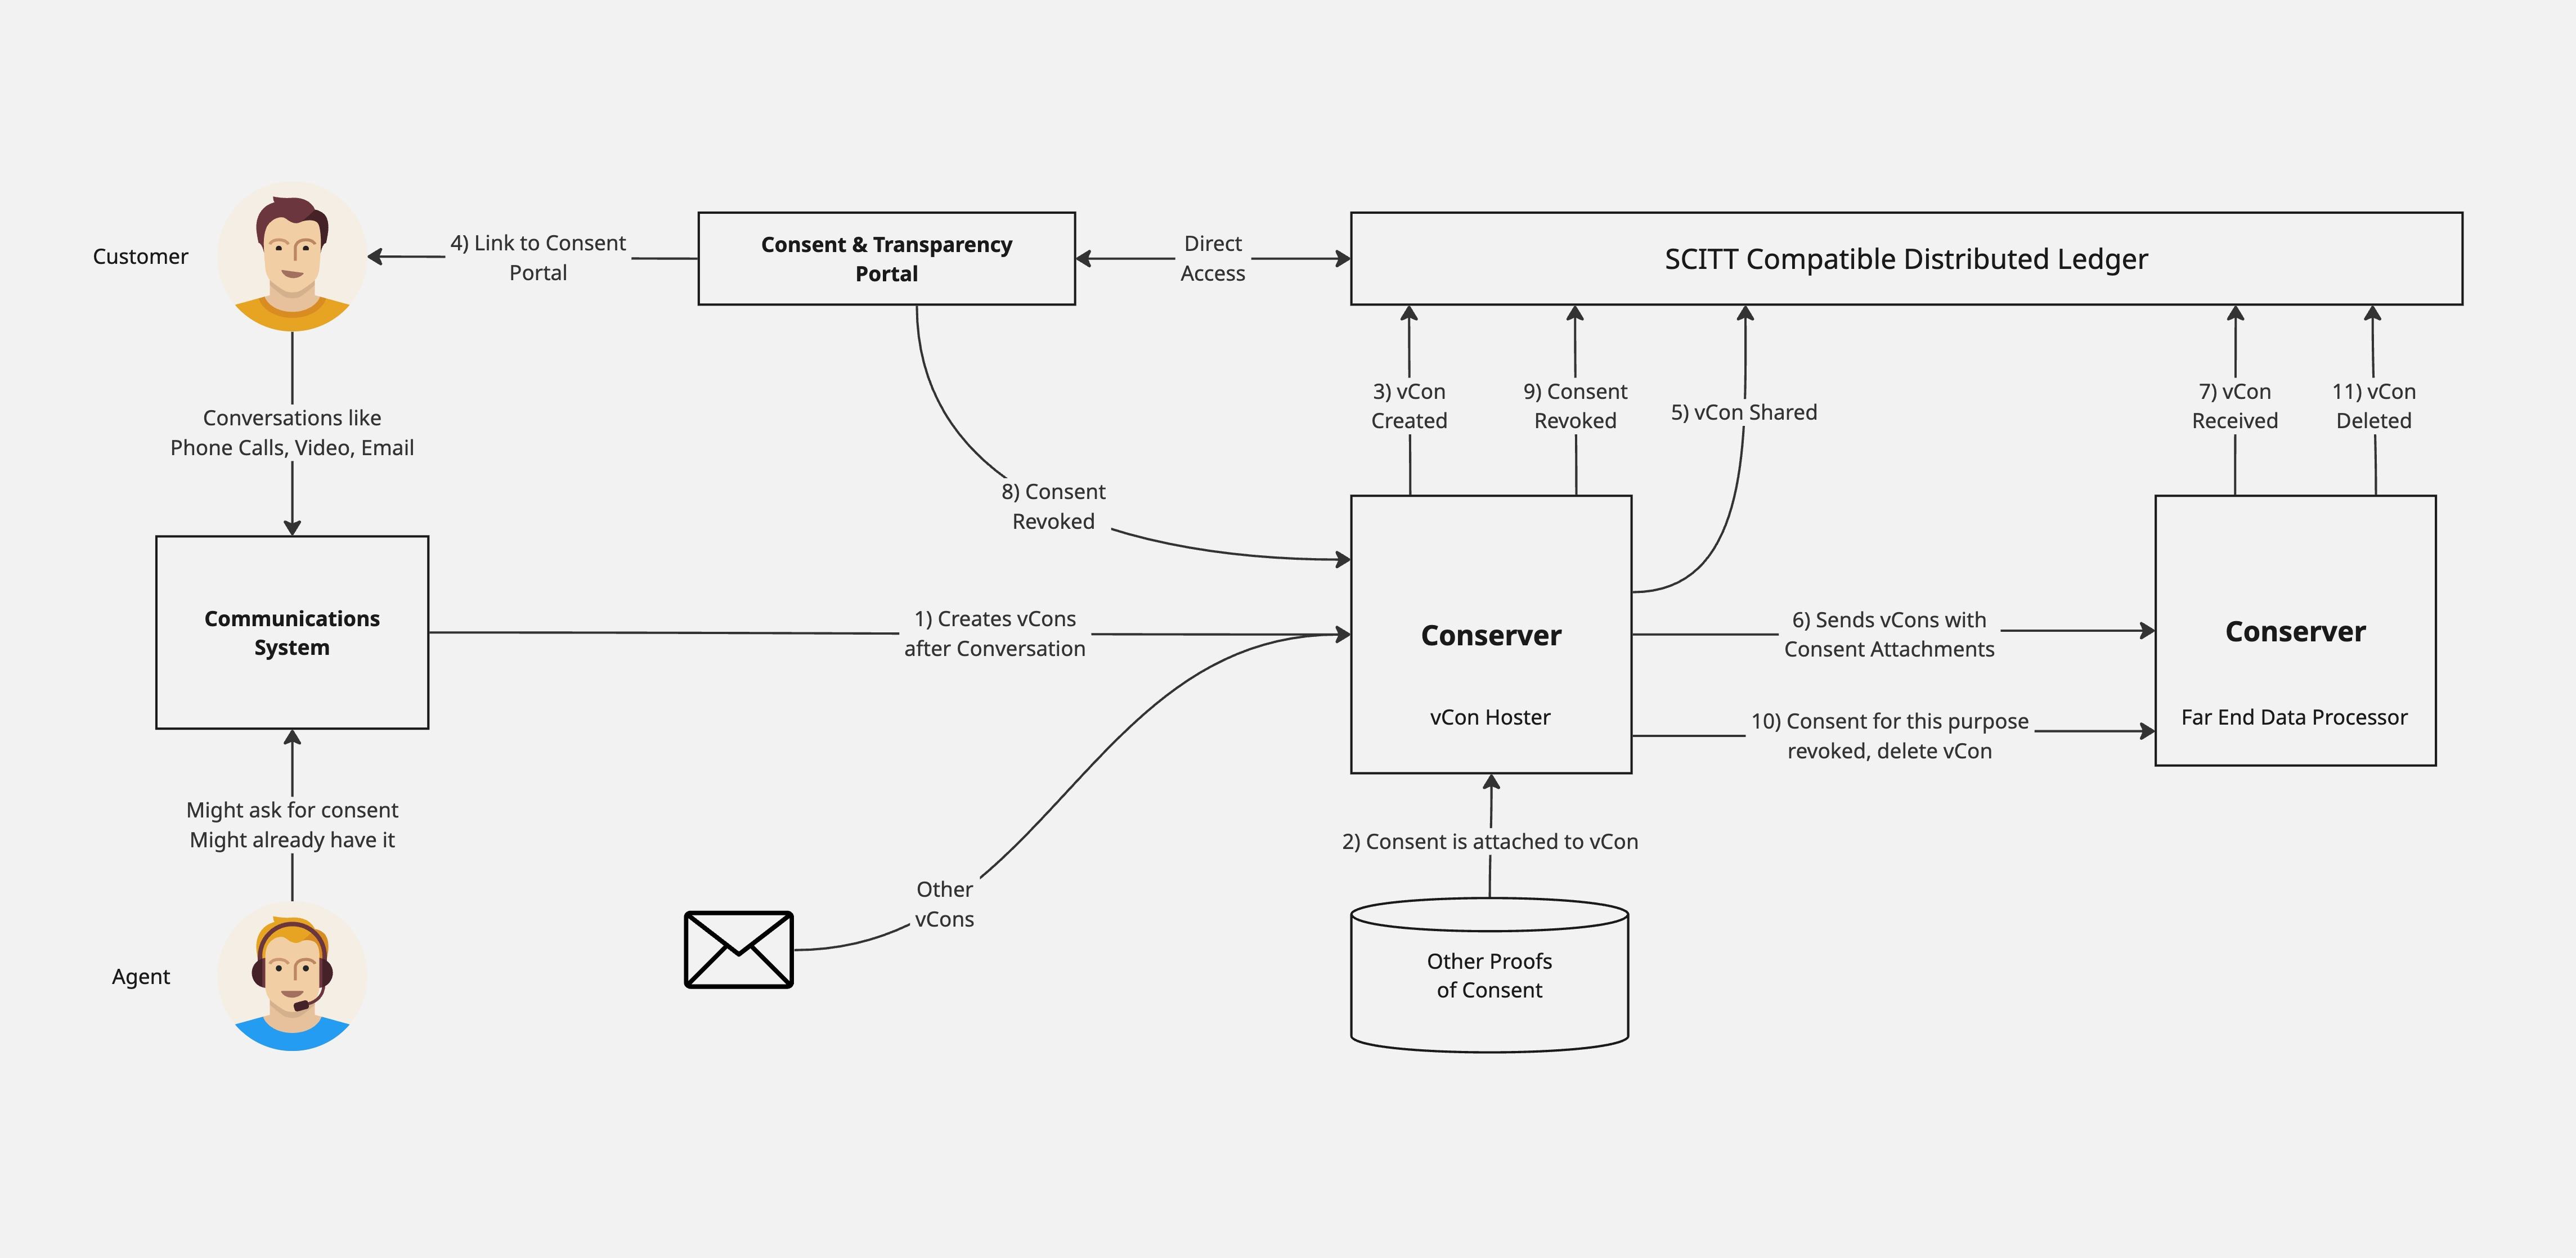 Customer
4) Link to Consent
Portal
Consent & Transparency
Portal
Direct
Access
SCITT Compatible Distributed Ledger
Conversations like
Phone Calls, Video, Email
3) vCon
Created
9) Consent
Revoked
5) vCon Shared
7) vCon
Received
11) vCon
Deleted
8) Consent
Revoked
Communications
System
1) Creates vCons
after Conversation
Conserver
vCon Hoster
6) Sends vCons with
Consent Attachments
10) Consent for this purpose
revoked, delete vCon
Conserver
Far End Data Processor
Might ask for consent
Might already have it
2) Consent is attached to vCon
Other
vCons
Agent
Other Proofs
of Consent